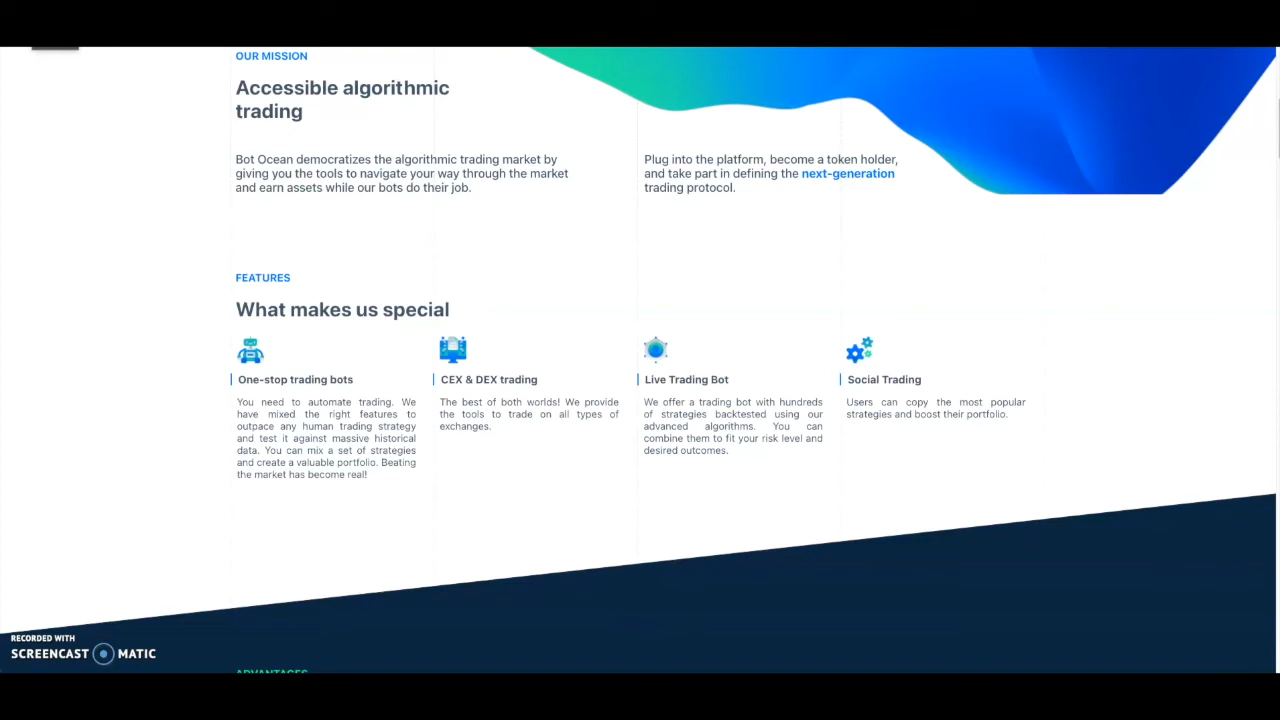 OUR MISSION
Accessible algorithmic
trading
Bot Ocean democratizes the algorithmic trading market by
giving you the tools to navigate your way through the market
and earn assets while our bots do their job.
Plug into the platform, become a token holder,
and take part in defining the next-generation
trading protocol.
FEATURES
What makes us special
One-stop trading bots
You need to automate trading. We
have mixed the right features to
outpace any human trading strategy
and test it against massive historical
data. You can mix a set of strategies
and create a valuable portfolio. Beating
the market has become real!
CEX & DEX trading
The best of both worlds! We provide
the tools to trade on all types of
exchanges.
Live Trading Bot
We offer a trading bot with hundreds
of strategies backtested using our
advanced algorithms. You can
combine them to fit your risk level and
desired outcomes.
Social Trading
Users can copy the most popular
strategies and boost their portfolio.
RECORDED WITH
SCREENCAST MATIC
ADVANTAGES